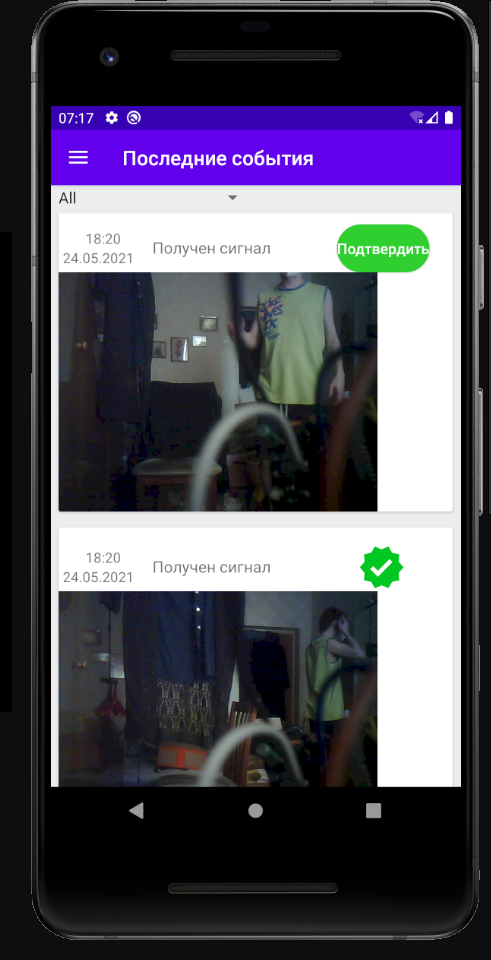 07:17
Последние события
All
18:20
24.05.2021
Получен сигнал
Подтвердить
18:20
24.05.2021
Получен сигнал